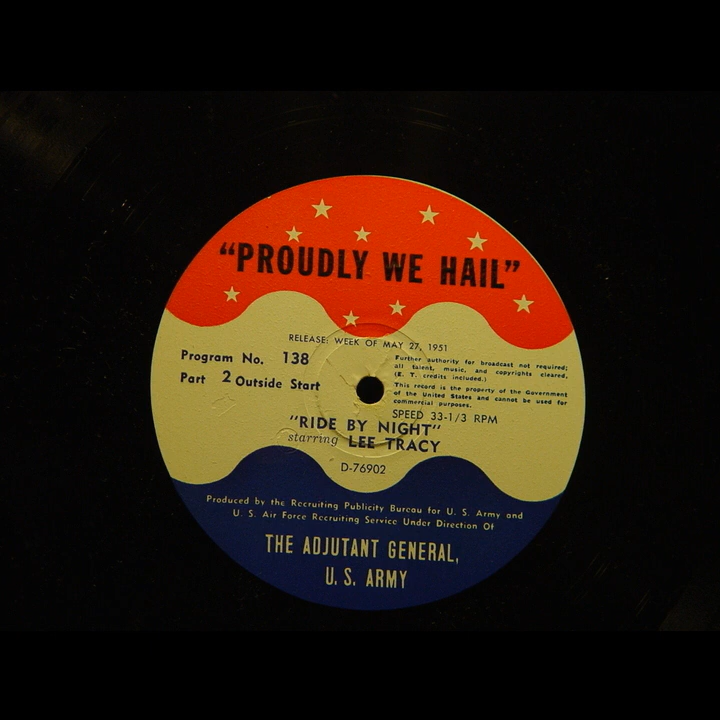 "PROUDLY WE HAIL"
RELEASE: WEEK OF MAY 27, 1951
Program No. 138
Part 2 Outside Start
Further authority for broadcast not required;
all talent, music, and copyrights cleared.
(E. T. credits included.)
This record is the property of the Government
of the United States and cannot be used for
commercial purposes.
SPEED 33-1/3 RPM
"RIDE BY NIGHT"
starring LEE TRACY
D-76902
Produced by the Recruiting Publicity Bureau for U. S. Army and
U. S. Air Force Recruiting Service Under Direction Of
THE ADJUTANT GENERAL,
U. S. ARMY